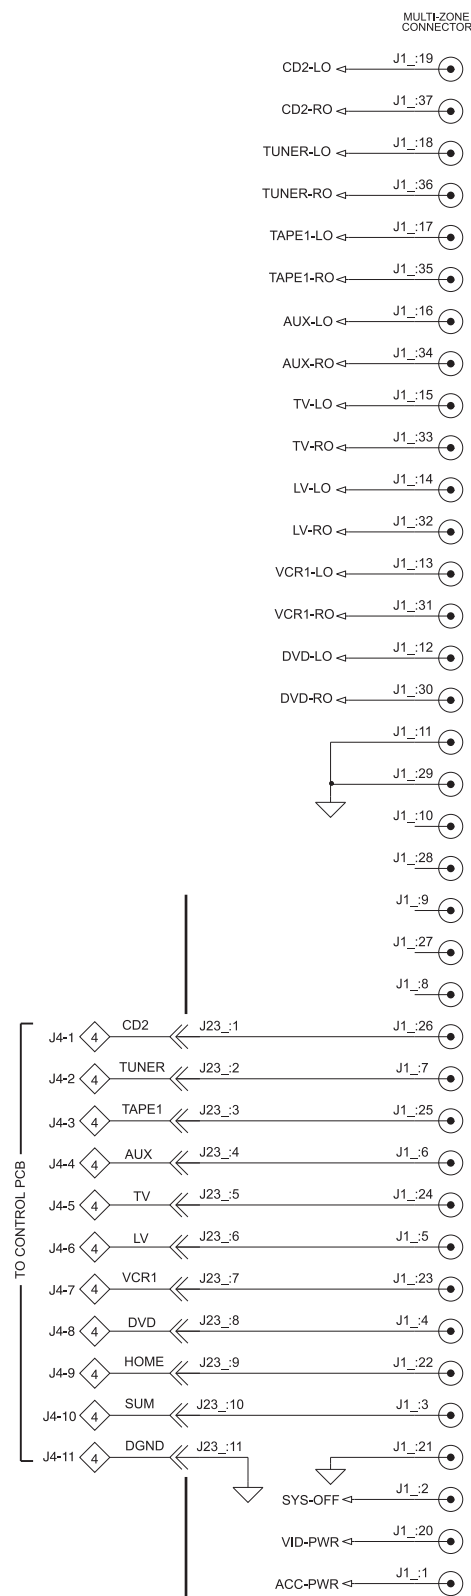 MULTI-ZONE
CONNECTOR
CD2-LO J1_:19
CD2-RO J1_:37
TUNER-LO J1_:18
TUNER-RO J1_:36
TAPE1-LO J1_:17
TAPE1-RO J1_:35
AUX-LO J1_:16
AUX-RO J1_:34
TV-LO J1_:15
TV-RO J1_:33
LV-LO J1_:14
LV-RO J1_:32
VCR1-LO J1_:13
VCR1-RO J1_:31
DVD-LO J1_:12
DVD-RO J1_:30
J1_:11
J1_:29
J1_:10
J1_:28
J1_:9
J1_:27
J1_:8
TO CONTROL PCB
J4-1 4 CD2 J23_:1 J1_:26
J4-2 4 TUNER J23_:2 J1_:7
J4-3 4 TAPE1 J23_:3 J1_:25
J4-4 4 AUX J23_:4 J1_:6
J4-5 4 TV J23_:5 J1_:24
J4-6 4 LV J23_:6 J1_:5
J4-7 4 VCR1 J23_:7 J1_:23
J4-8 4 DVD J23_:8 J1_:4
J4-9 4 HOME J23_:9 J1_:22
J4-10 4 SUM J23_:10 J1_:3
J4-11 4 DGND J23_:11 J1_:21
SYS-OFF J1_:2
VID-PWR J1_:20
ACC-PWR J1_:1